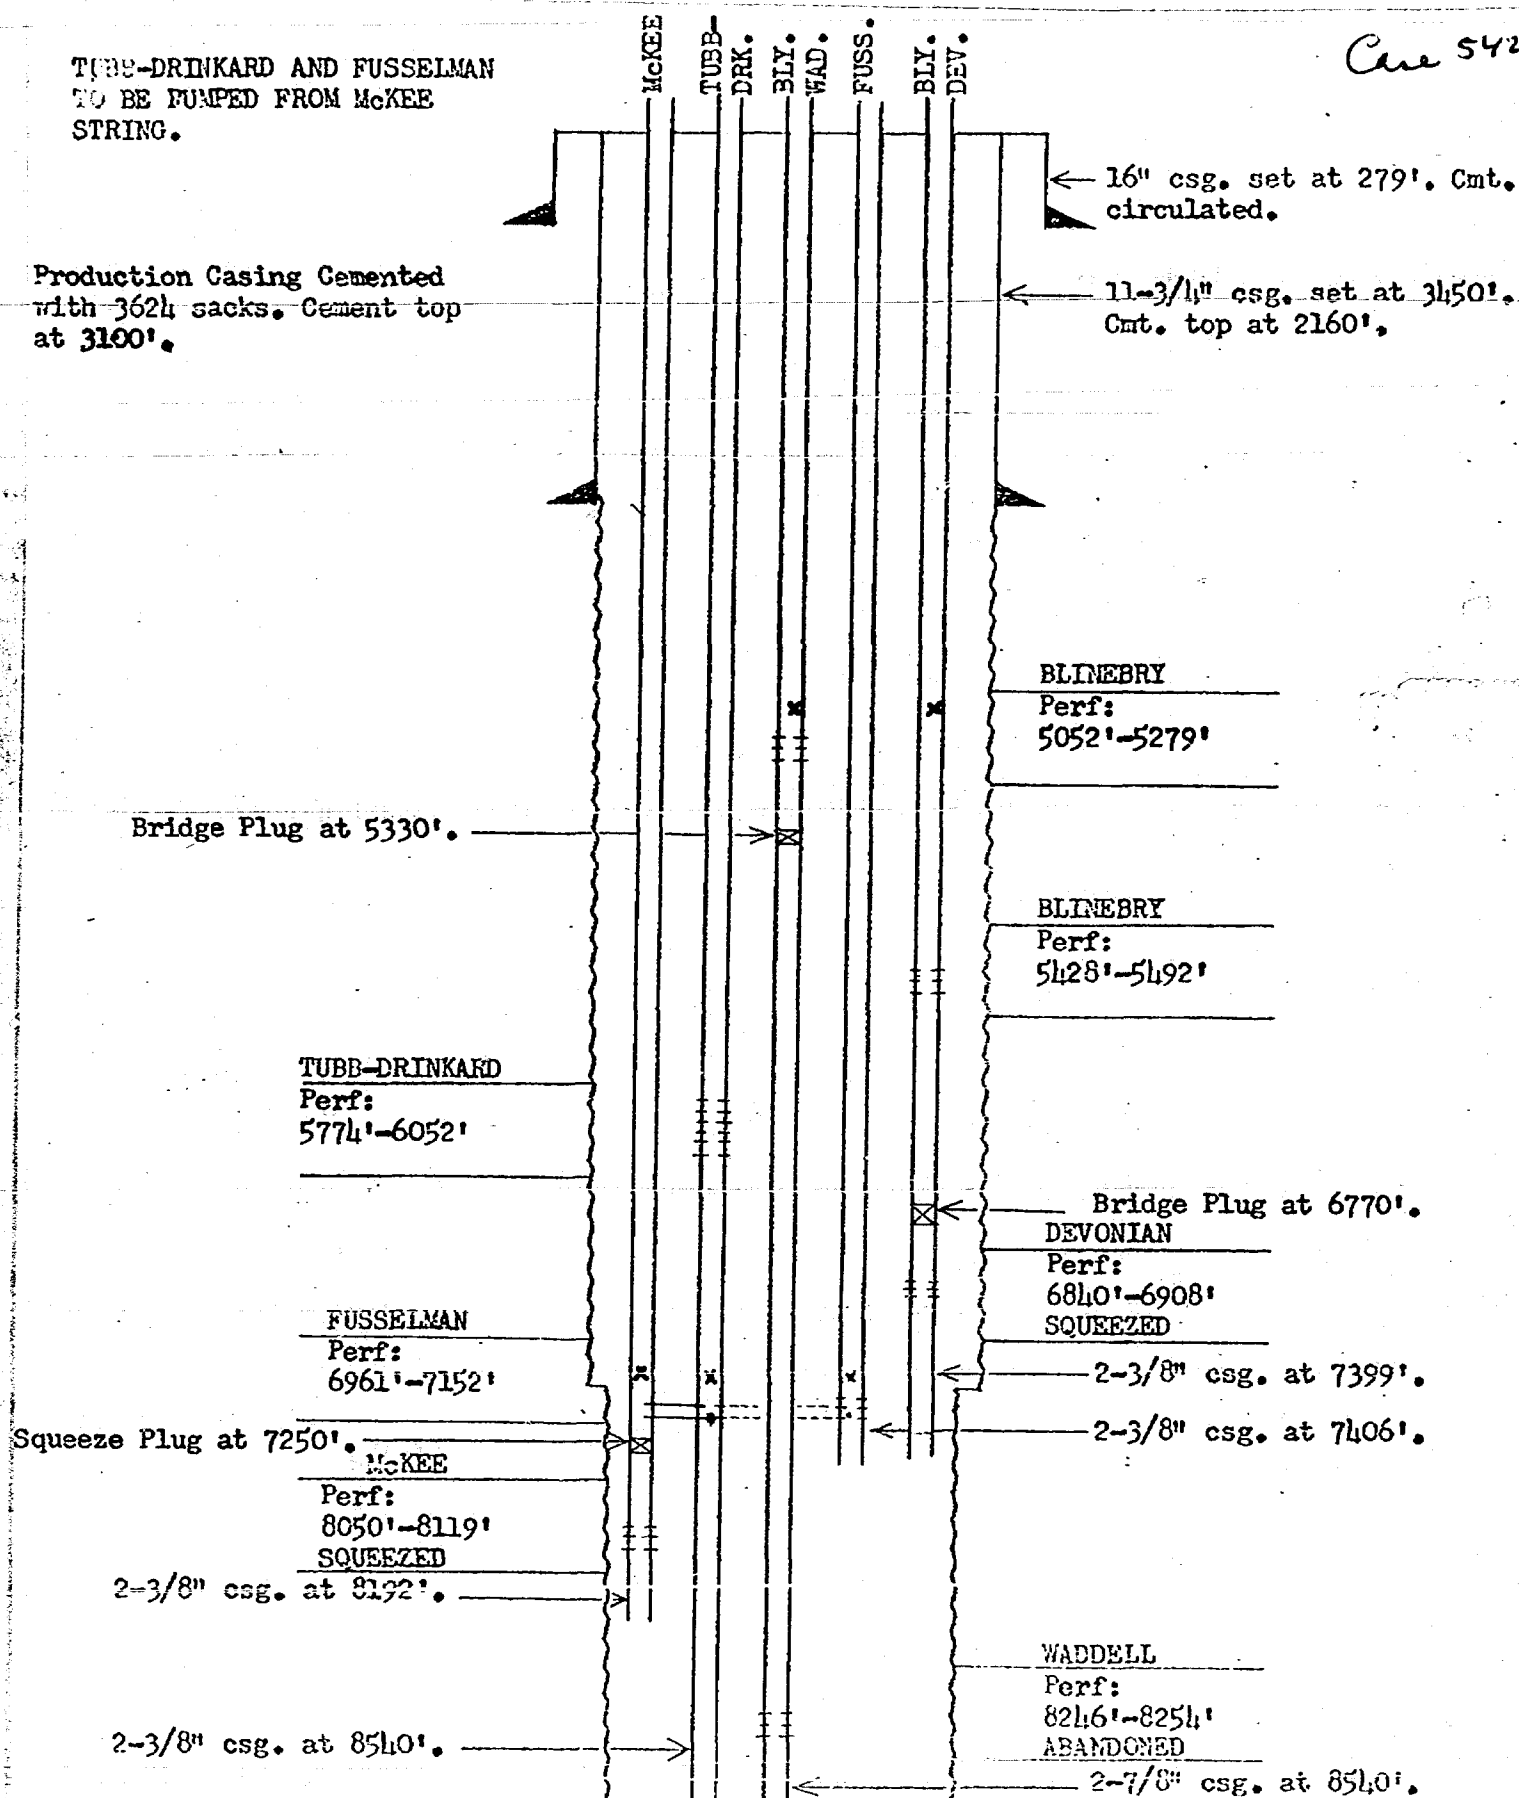 McKEE
TUBB-
DRK.
BLY.
WAD.
FUSS.
BLY.
DEV.
Case 542
TUBB-DRINKARD AND FUSSELMAN
TO BE PUMPED FROM McKEE
STRING.
16" csg. set at 279'. Cmt.
circulated.
Production Casing Cemented
with 3624 sacks. Cement top
at 3100'.
11-3/4" csg. set at 3450'.
Cmt. top at 2160'.
BLINEBRY
Perf:
5052'-5279'
Bridge Plug at 5330'.
BLINEBRY
Perf:
5428'-5492'
TUBB-DRINKARD
Perf:
5774'-6052'
Bridge Plug at 6770'.
DEVONIAN
Perf:
6840'-6908'
SQUEEZED
FUSSELMAN
Perf:
6961'-7152'
2-3/8" csg. at 7399'.
2-3/8" csg. at 7406'.
Squeeze Plug at 7250'.
McKEE
Perf:
8050'-8119'
SQUEEZED
2-3/8" csg. at 8192'.
WADDELL
Perf:
8246'-8254'
ABANDONED
2-3/8" csg. at 8540'.
2-7/8" csg. at 8540'.